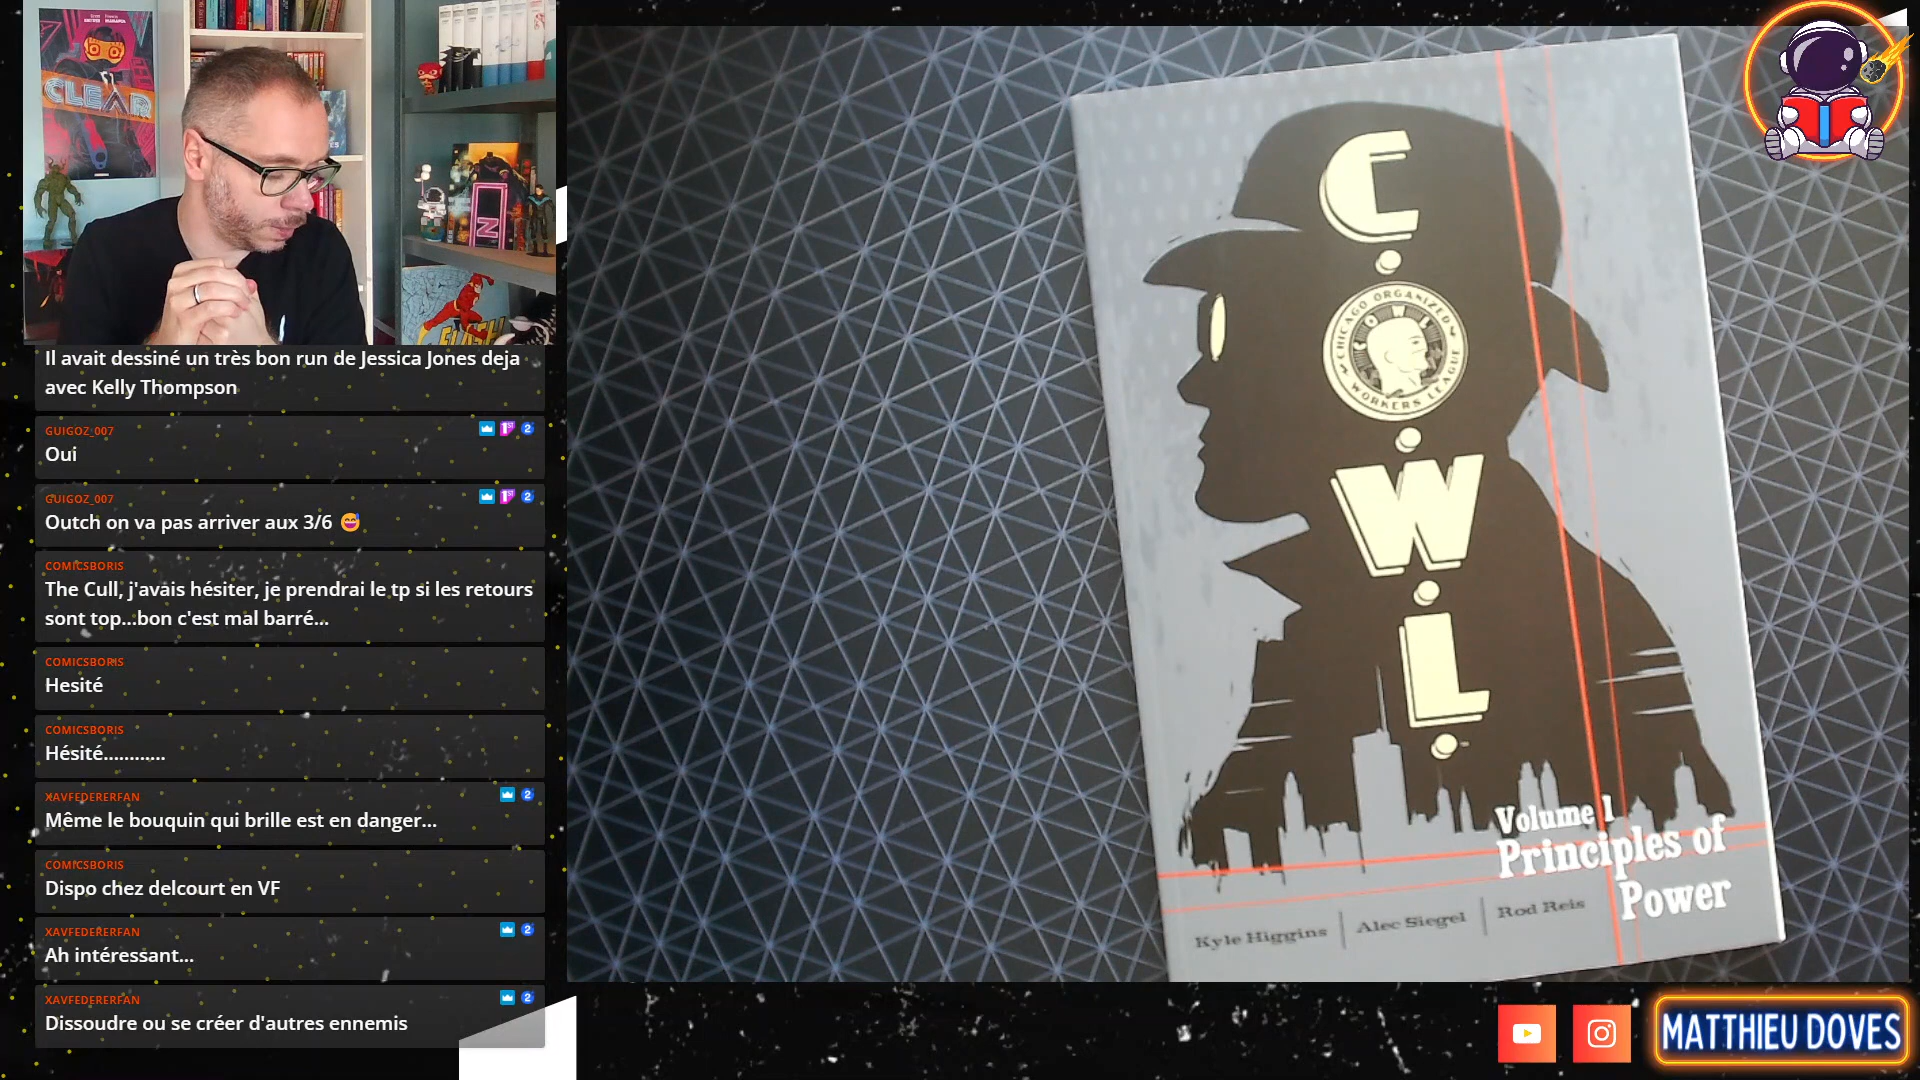 CLEAR
N
FLASH
Il avait dessiné un très bon run de Jessica Jones deja
avec Kelly Thompson
GUIGOZ_007
Oui
GUIGOZ_007
Outch on va pas arriver aux 3/6 😅
COMICSBORIS
The Cull, j'avais hésiter, je prendrai le tp si les retours
sont top...bon c'est mal barré...
COMICSBORIS
Hesité
COMICSBORIS
Hésité............
XAVFEDERERFAN
Même le bouquin qui brille est en danger...
COMICSBORIS
Dispo chez delcourt en VF
XAVFEDERERFAN
Ah intéressant...
XAVFEDERERFAN
Dissoudre ou se créer d'autres ennemis
C.
CHICAGO ORGANIZED
WORKERS LEAGUE
COWL
.
W.
L.
Volume 1
Principles of
Power
Kyle Higgins | Alec Siegel | Rod Reis
MATTHIEU DOVES